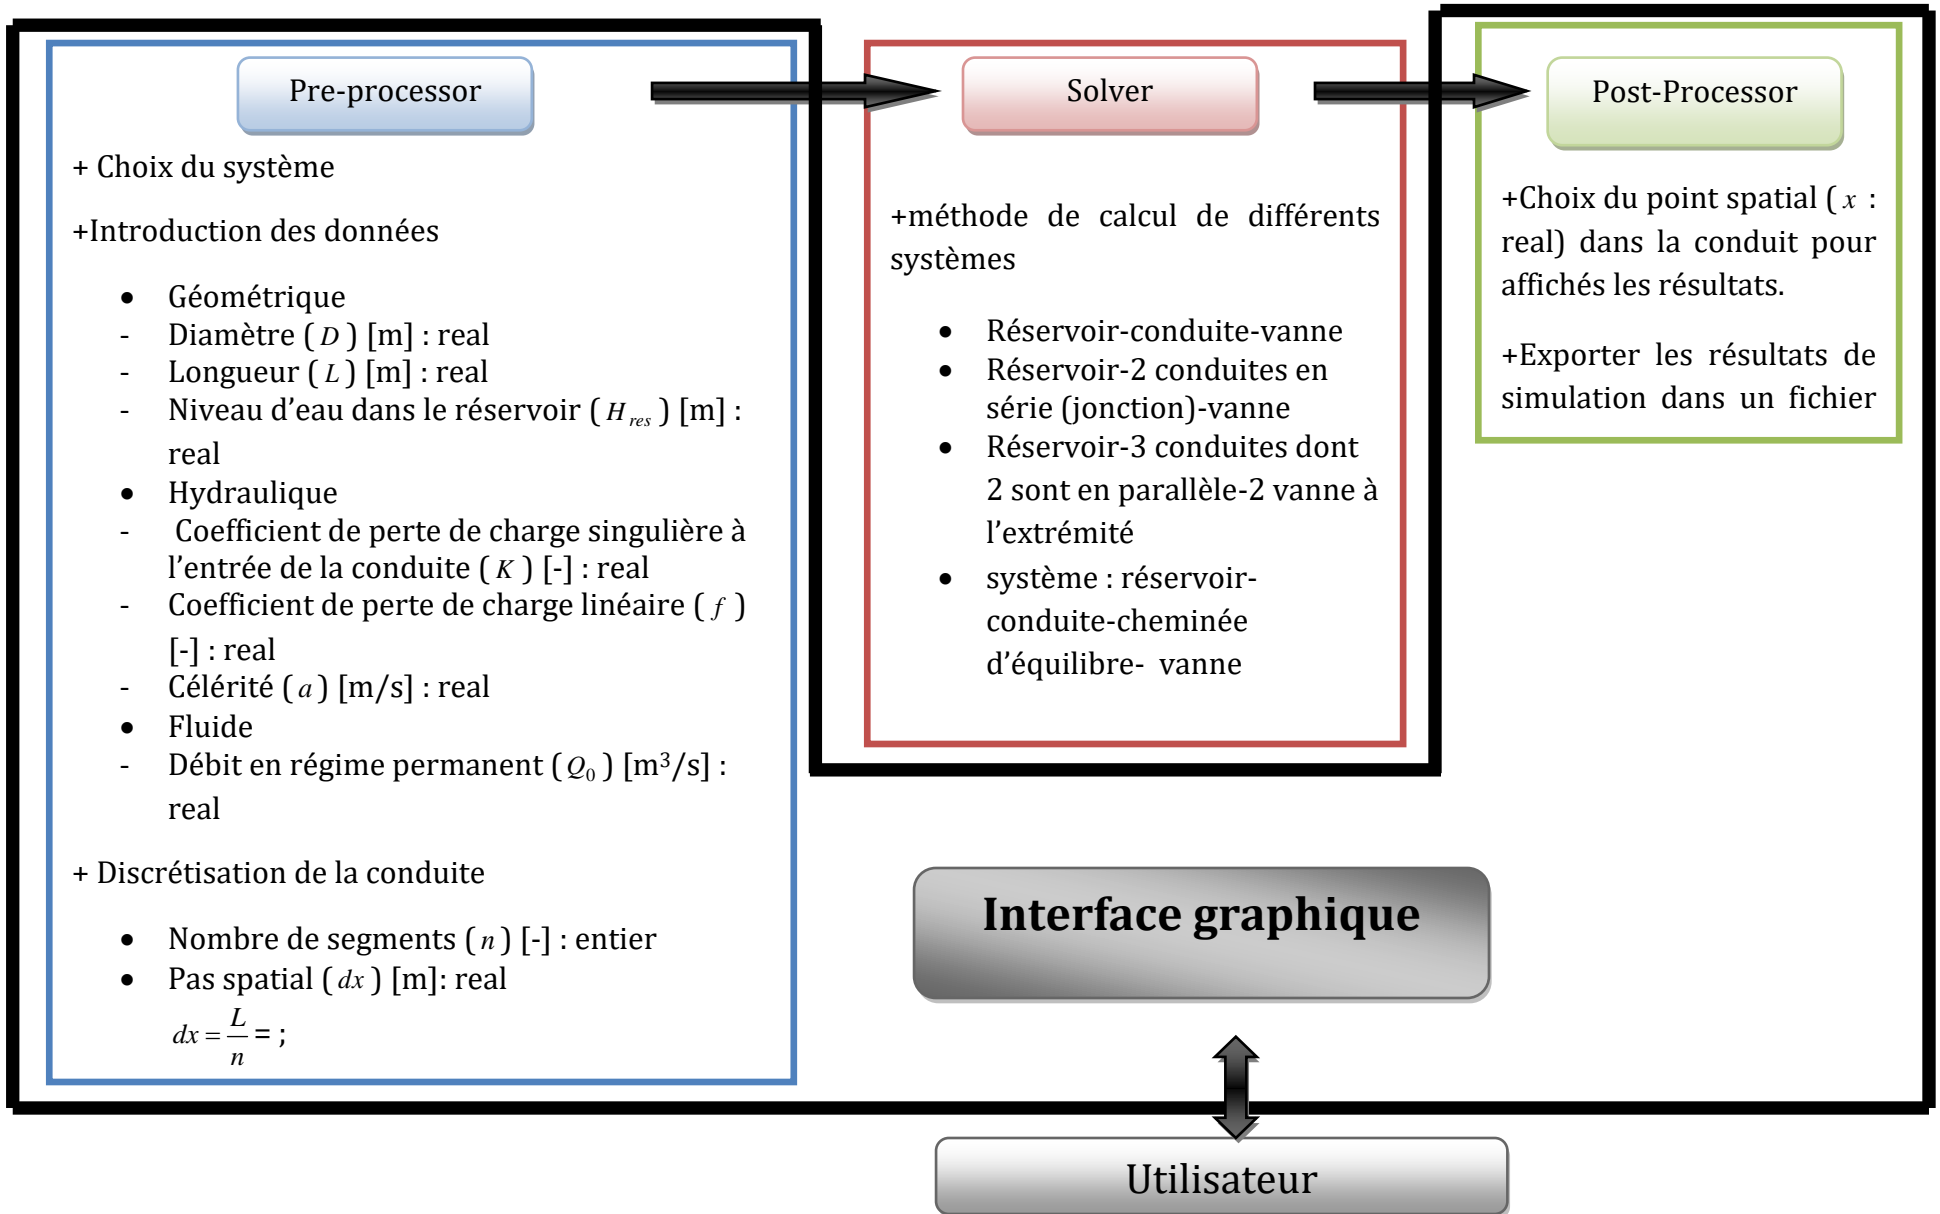 Pre-processor
+ Choix du système
+Introduction des données
• Géométrique
- Diamètre ( D ) [m] : real
- Longueur ( L ) [m] : real
- Niveau d’eau dans le réservoir ( H_res ) [m] :
real
• Hydraulique
- Coefficient de perte de charge singulière à
l’entrée de la conduite ( K ) [-] : real
- Coefficient de perte de charge linéaire ( f )
[-] : real
- Célérité ( a ) [m/s] : real
• Fluide
- Débit en régime permanent ( Q₀ ) [m³/s] :
real
+ Discrétisation de la conduite
• Nombre de segments ( n ) [-] : entier
• Pas spatial ( dx ) [m]: real
dx = L/n = ;
Solver
+méthode de calcul de différents
systèmes
• Réservoir-conduite-vanne
• Réservoir-2 conduites en
série (jonction)-vanne
• Réservoir-3 conduites dont
2 sont en parallèle-2 vanne à
l’extrémité
• système : réservoir-
conduite-cheminée
d’équilibre- vanne
Post-Processor
+Choix du point spatial ( x :
real) dans la conduit pour
affichés les résultats.
+Exporter les résultats de
simulation dans un fichier
Interface graphique
Utilisateur